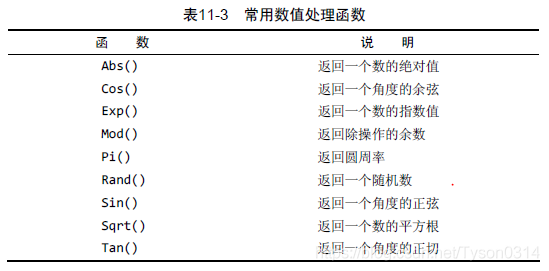 表11-3 常用数值处理函数
函 数 说 明
Abs() 返回一个数的绝对值
Cos() 返回一个角度的余弦
Exp() 返回一个数的指数值
Mod() 返回除操作的余数
Pi() 返回圆周率
Rand() 返回一个随机数
Sin() 返回一个角度的正弦
Sqrt() 返回一个数的平方根
Tan() 返回一个角度的正切